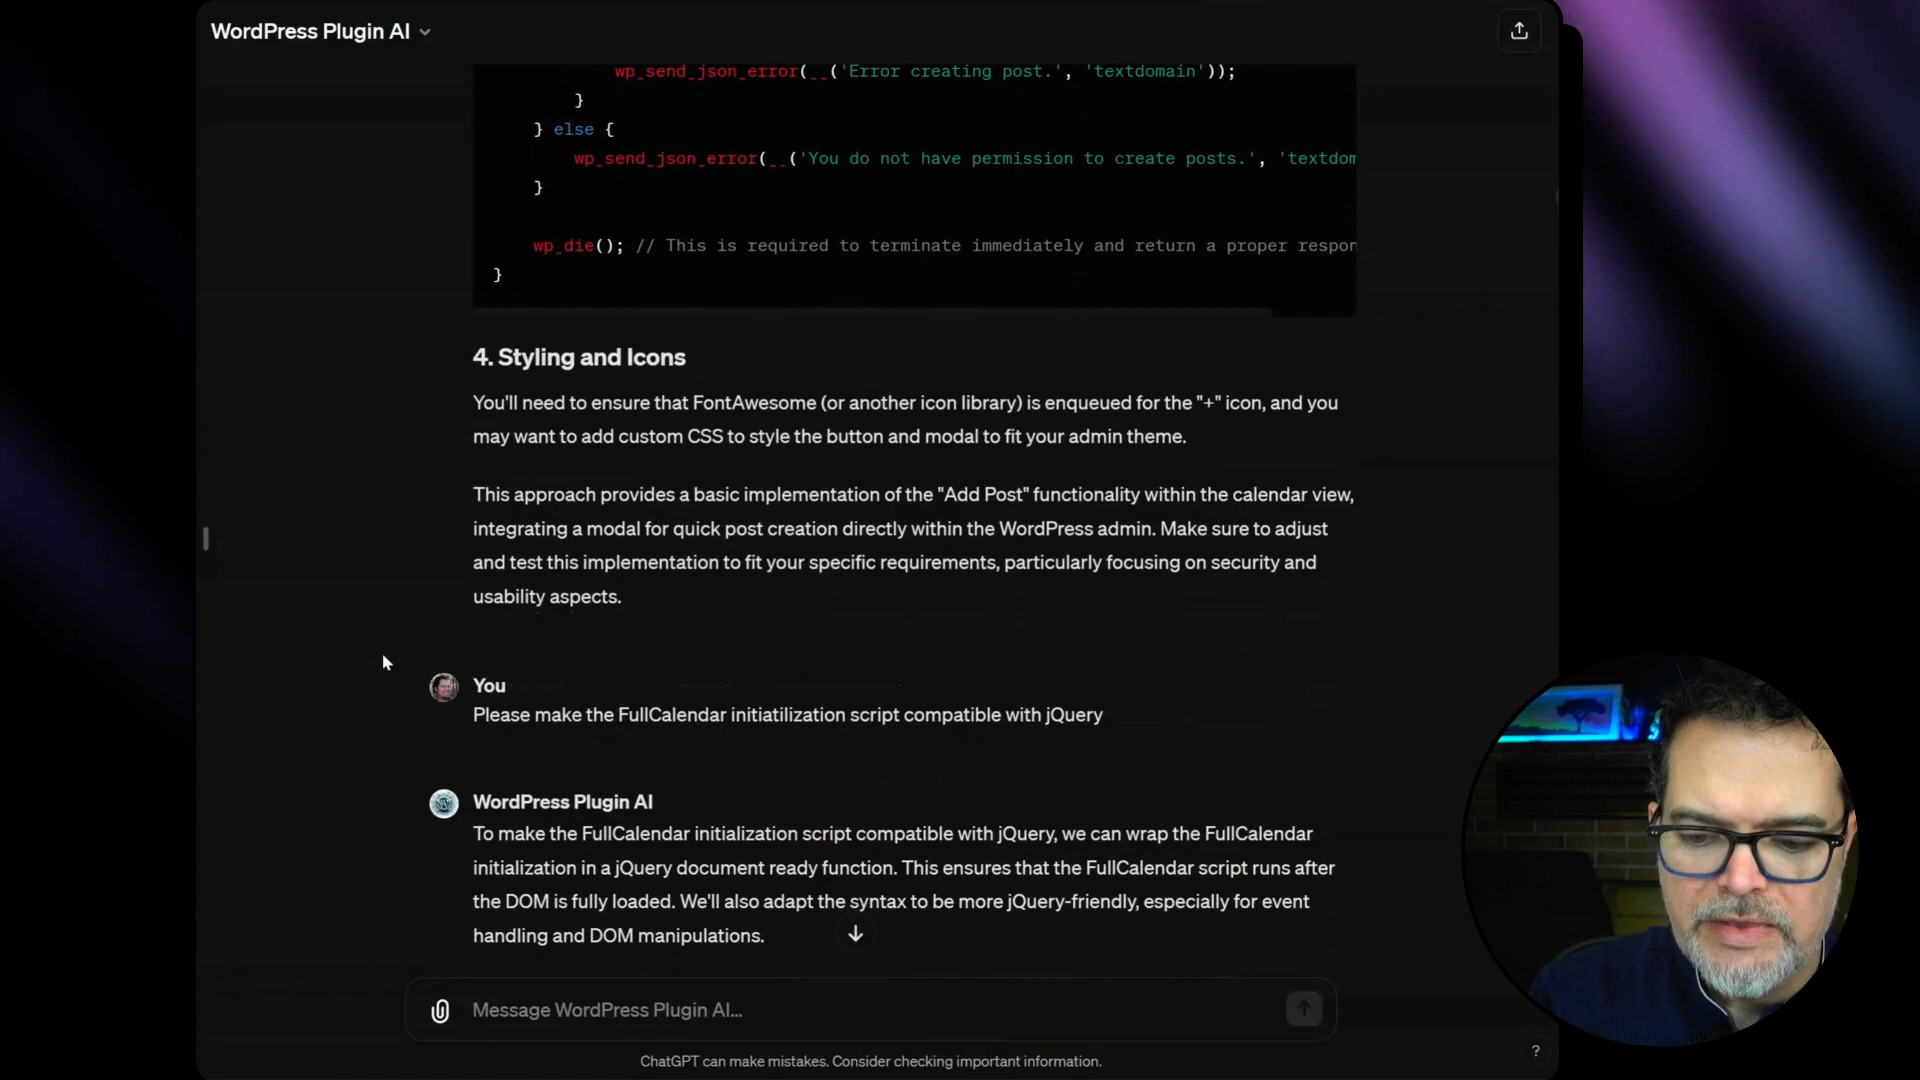 WordPress Plugin AI
wp_send_json_error(__('Error creating post.', 'textdomain'));
}
} else {
wp_send_json_error(__('You do not have permission to create posts.', 'textdom
}
wp_die(); // This is required to terminate immediately and return a proper respon
}
4. Styling and Icons
You'll need to ensure that FontAwesome (or another icon library) is enqueued for the "+" icon, and you
may want to add custom CSS to style the button and modal to fit your admin theme.
This approach provides a basic implementation of the "Add Post" functionality within the calendar view,
integrating a modal for quick post creation directly within the WordPress admin. Make sure to adjust
and test this implementation to fit your specific requirements, particularly focusing on security and
usability aspects.
You
Please make the FullCalendar initiatilization script compatible with jQuery
WordPress Plugin AI
To make the FullCalendar initialization script compatible with jQuery, we can wrap the FullCalendar
initialization in a jQuery document ready function. This ensures that the FullCalendar script runs after
the DOM is fully loaded. We'll also adapt the syntax to be more jQuery-friendly, especially for event
handling and DOM manipulations.
Message WordPress Plugin AI...
ChatGPT can make mistakes. Consider checking important information.
?